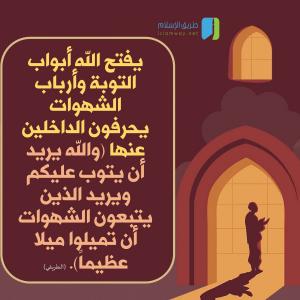 طريق الإسلام
islamway.net
يفتح الله أبواب
التوبة وأرباب
الشهوات
يحرفون الداخلين
عنها (والله يريد
أن يتوب عليكم
ويريد الذين
يتبعون الشهوات
أن تميلوا ميلا
عظيما). (الطريفي)